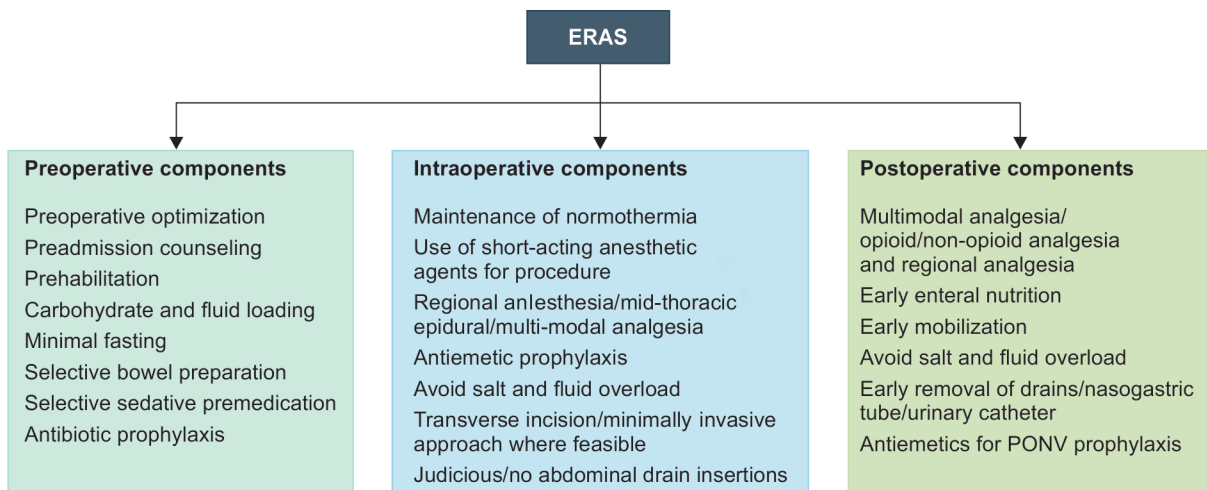 ERAS
Preoperative components
Preoperative optimization
Preadmission counseling
Prehabilitation
Carbohydrate and fluid loading
Minimal fasting
Selective bowel preparation
Selective sedative premedication
Antibiotic prophylaxis
Intraoperative components
Maintenance of normothermia
Use of short-acting anesthetic
agents for procedure
Regional anlesthesia/mid-thoracic
epidural/multi-modal analgesia
Antiemetic prophylaxis
Avoid salt and fluid overload
Transverse incision/minimally invasive
approach where feasible
Judicious/no abdominal drain insertions
Postoperative components
Multimodal analgesia/
opioid/non-opioid analgesia
and regional analgesia
Early enteral nutrition
Early mobilization
Avoid salt and fluid overload
Early removal of drains/nasogastric
tube/urinary catheter
Antiemetics for PONV prophylaxis